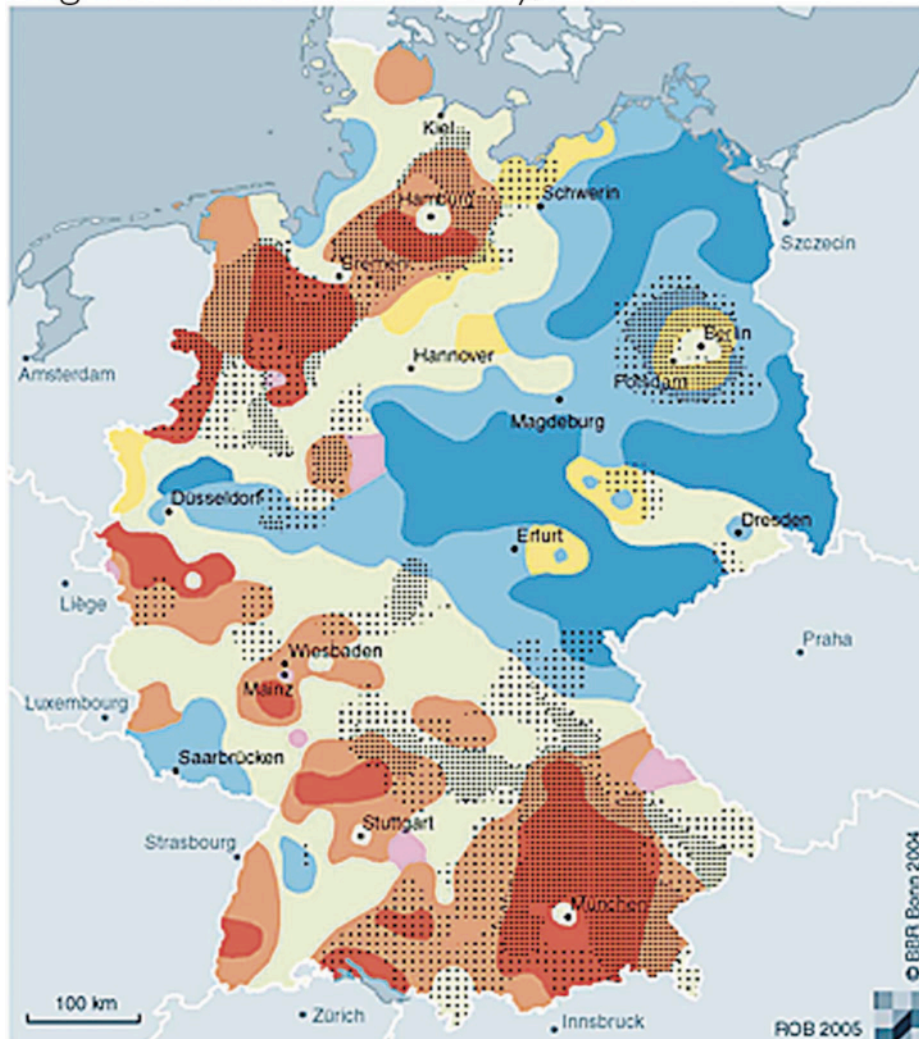 Kiel
Hamburg
Schwerin
Szczecin
Bremen
Berlin
Potsdam
Hannover
Amsterdam
Magdeburg
Düsseldorf
Dresden
Erfurt
Liège
Praha
Wiesbaden
Mainz
Luxembourg
Saarbrücken
Stuttgart
Strasbourg
München
© BBR Bonn 2004
100 km
Zürich
Innsbruck
ROB 2005